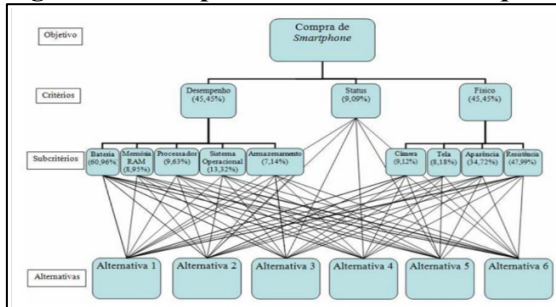 Objetivo
Compra de
Smartphone
Critérios
Desempenho
(45,45%)
Status
(9,09%)
Físico
(45,45%)
Subcritérios
Bateria
(60,96%)
Memória
RAM
(8,95%)
Processados
(9,63%)
Sistema
Operacional
(13,32%)
Armazenamento
(7,14%)
Câmera
(9,12%)
Tela
(8,18%)
Aparência
(34,72%)
Resistência
(47,99%)
Alternativas
Alternativa 1
Alternativa 2
Alternativa 3
Alternativa 4
Alternativa 5
Alternativa 6